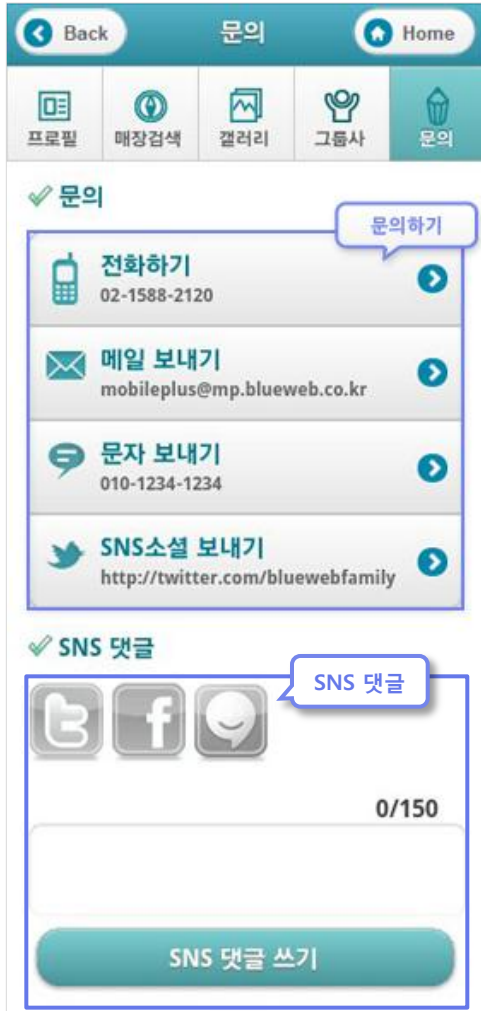 Back 문의 Home
프로필 매장검색 갤러리 그룹사 문의
문의
문의하기
전화하기
02-1588-2120
메일 보내기
mobileplus@mp.blueweb.co.kr
문자 보내기
010-1234-1234
SNS소셜 보내기
http://twitter.com/bluewebfamily
SNS 댓글
SNS 댓글
0/150
SNS 댓글 쓰기